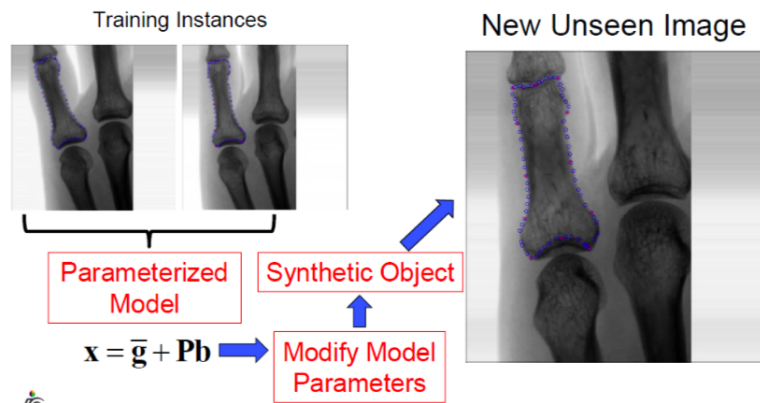 Training Instances
New Unseen Image
Parameterized
Model
Synthetic Object
x = g̅ + Pb
Modify Model
Parameters